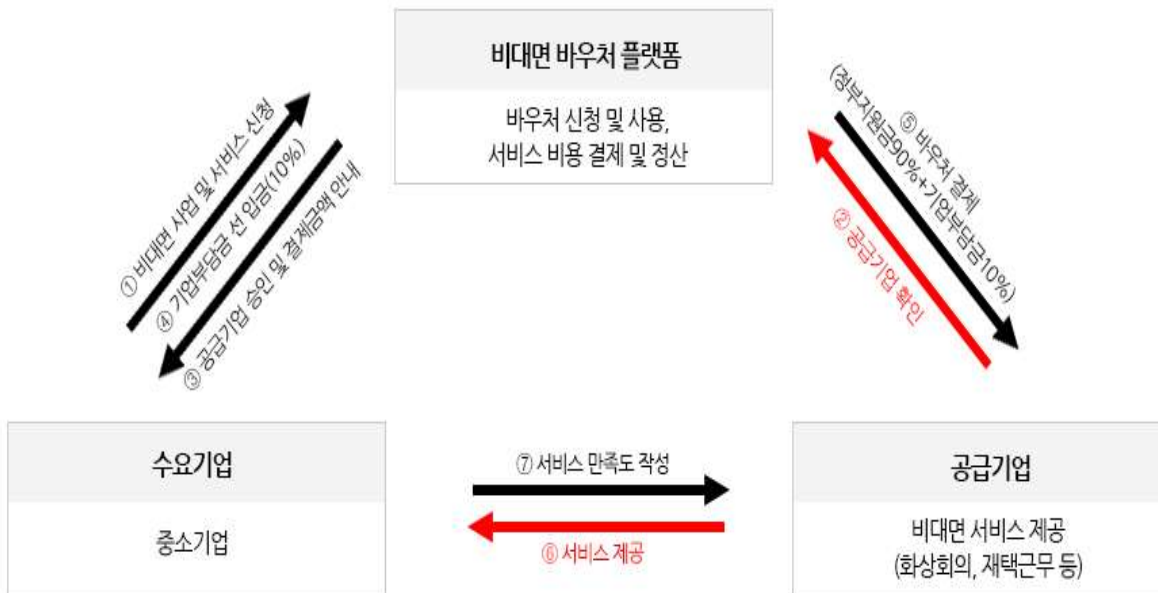 비대면 바우처 플랫폼
바우처 신청 및 사용,
서비스 비용 결제 및 정산
① 비대면 사업 및 서비스 신청
④ 기업부담금 선 입금(10%)
③ 공급기업 승인 및 결제금액 안내
⑤ 바우처 결제
(정부지원금90%+기업부담금10%)
② 공급기업 확인
수요기업
중소기업
⑦ 서비스 만족도 작성
⑥ 서비스 제공
공급기업
비대면 서비스 제공
(화상회의, 재택근무 등)